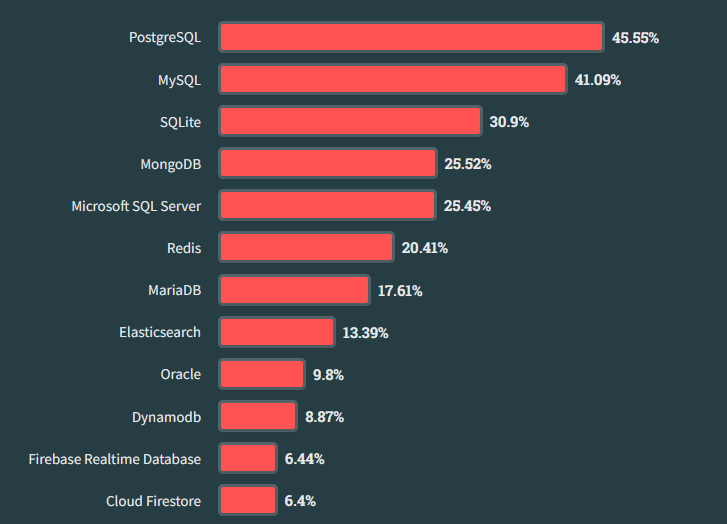 PostgreSQL 45.55%
MySQL 41.09%
SQLite 30.9%
MongoDB 25.52%
Microsoft SQL Server 25.45%
Redis 20.41%
MariaDB 17.61%
Elasticsearch 13.39%
Oracle 9.8%
Dynamodb 8.87%
Firebase Realtime Database 6.44%
Cloud Firestore 6.4%